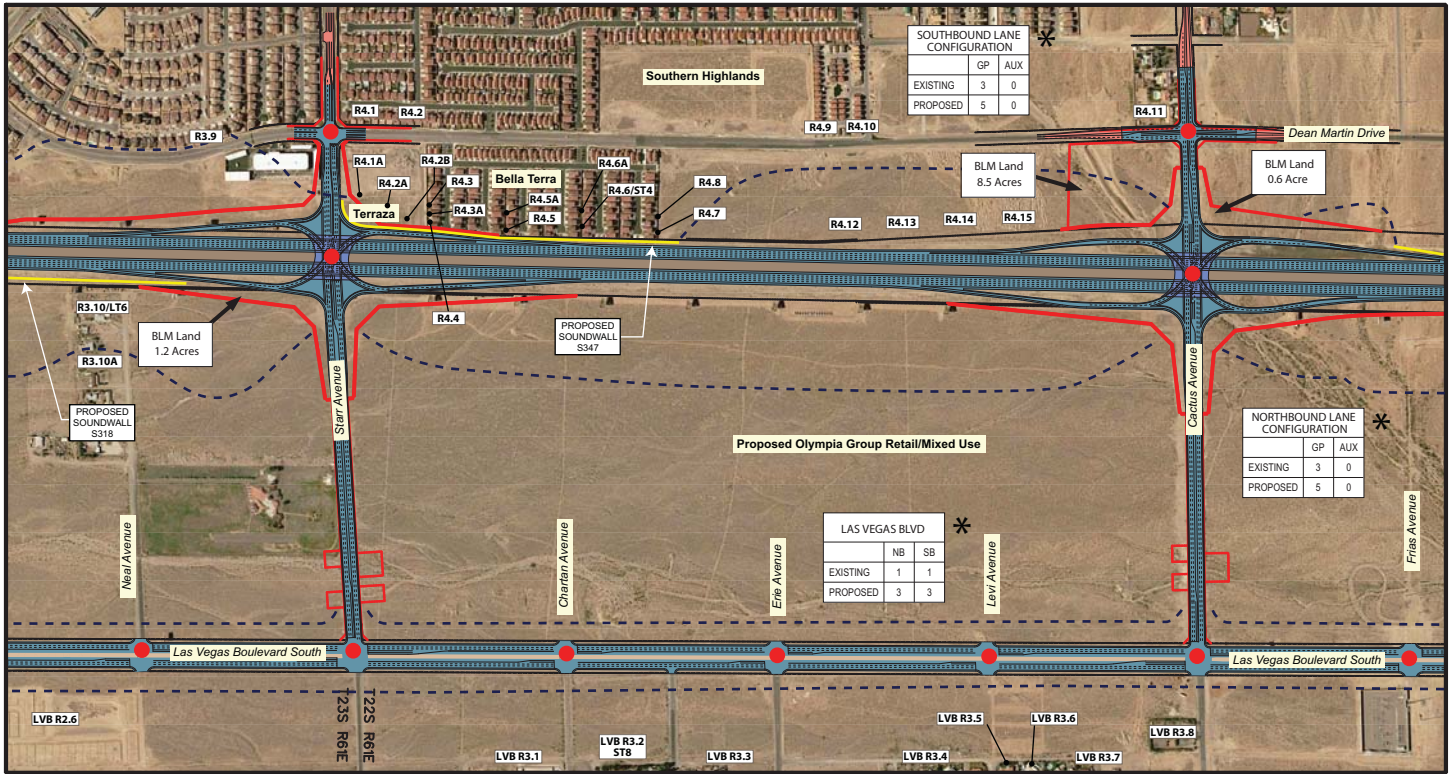 SOUTHBOUND LANE
CONFIGURATION
*
GP AUX
EXISTING 3 0
PROPOSED 5 0
Southern Highlands
R4.1
R4.2
R4.9
R4.10
R4.11
R3.9
Dean Martin Drive
R4.1A
R4.2B
R4.2A
R4.3
R4.3A
Bella Terra
R4.5A
R4.5
R4.6A
R4.6/ST4
R4.8
R4.7
Terraza
BLM Land
8.5 Acres
BLM Land
0.6 Acre
R4.12
R4.13
R4.14
R4.15
R3.10/LT6
BLM Land
1.2 Acres
R4.4
PROPOSED
SOUNDWALL
S347
R3.10A
PROPOSED
SOUNDWALL
S318
Starr Avenue
Cactus Avenue
NORTHBOUND LANE
CONFIGURATION
*
GP AUX
EXISTING 3 0
PROPOSED 5 0
Proposed Olympia Group Retail/Mixed Use
LAS VEGAS BLVD
*
NB SB
EXISTING 1 1
PROPOSED 3 3
Neal Avenue
Chartan Avenue
Erie Avenue
Levi Avenue
Frias Avenue
Las Vegas Boulevard South
Las Vegas Boulevard South
T22S R61E
T23S R61E
LVB R2.6
LVB R3.1
LVB R3.2
ST8
LVB R3.3
LVB R3.4
LVB R3.5
LVB R3.6
LVB R3.7
LVB R3.8